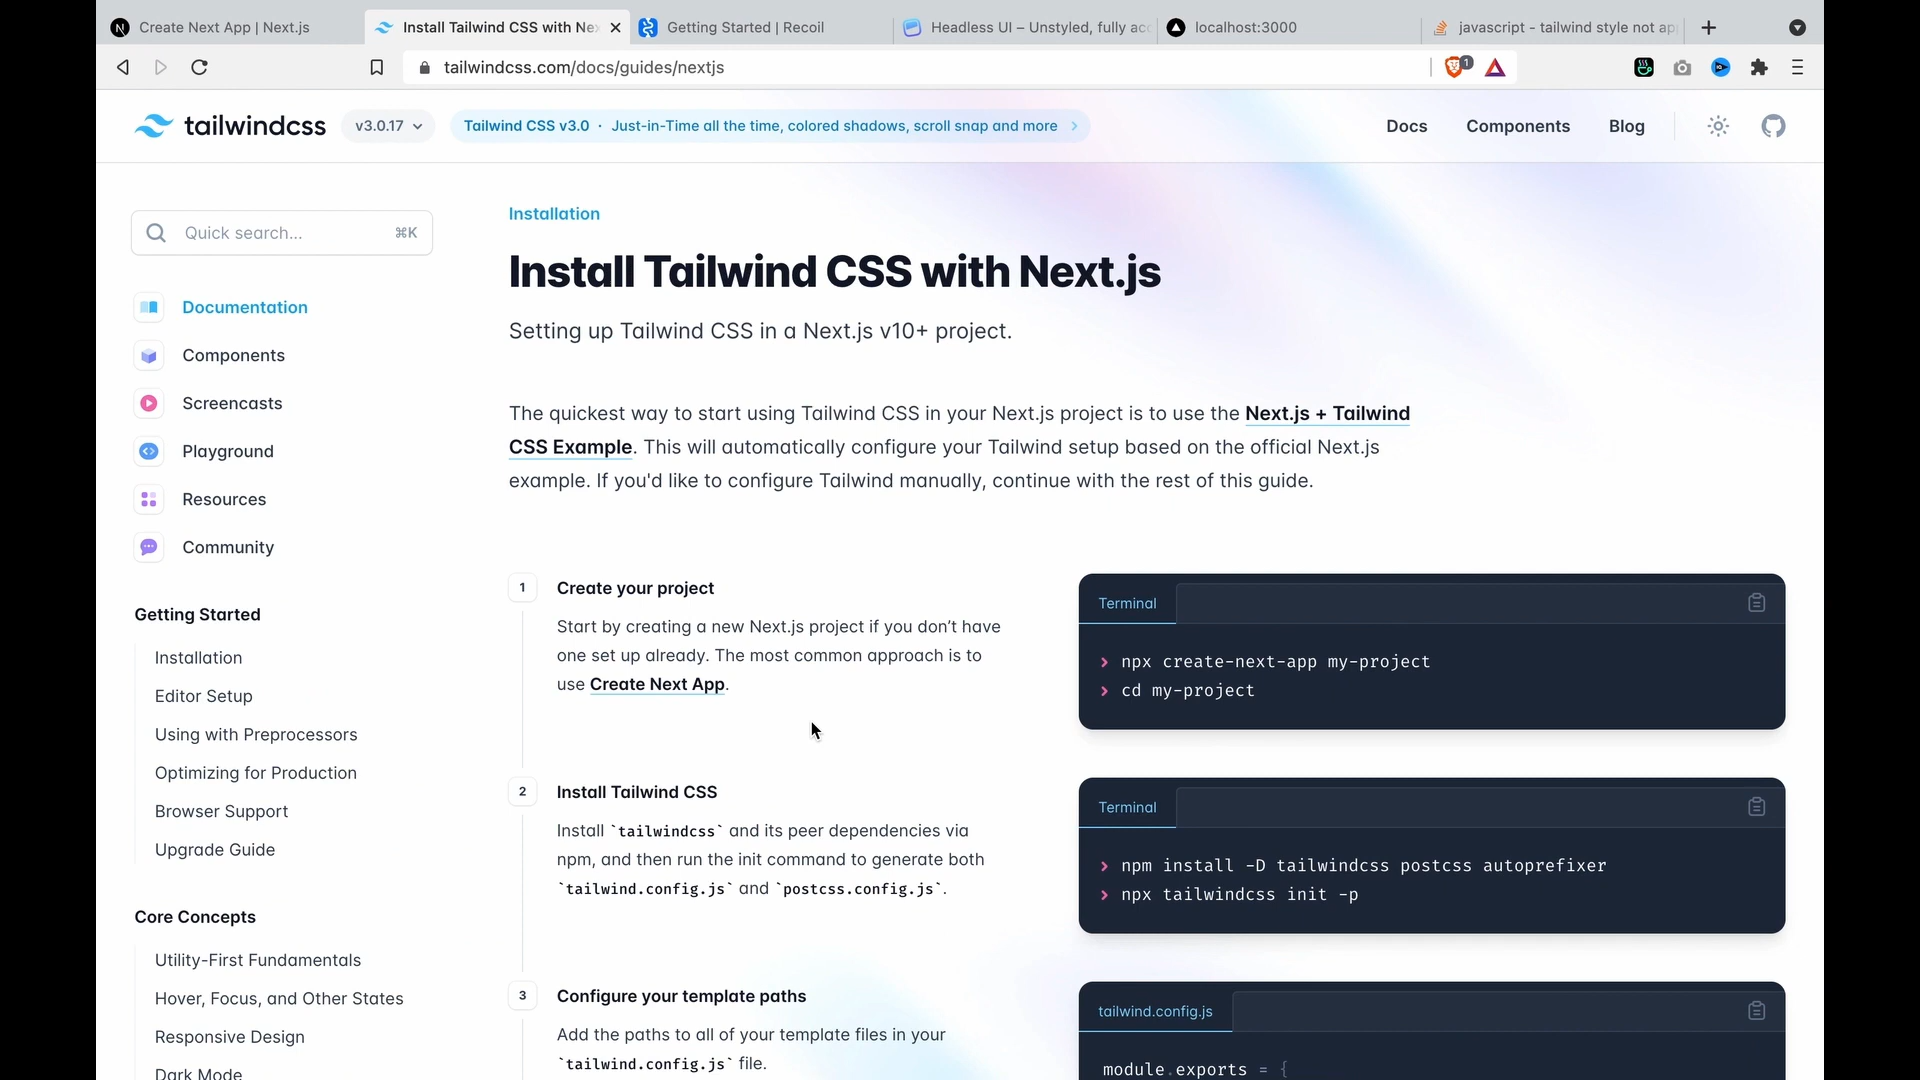 Create Next App | Next.js
Install Tailwind CSS with Nex
Getting Started | Recoil
Headless UI – Unstyled, fully acc
localhost:3000
javascript - tailwind style not ap
tailwindcss.com/docs/guides/nextjs
1
tailwindcss
v3.0.17
Tailwind CSS v3.0 · Just-in-Time all the time, colored shadows, scroll snap and more
Docs
Components
Blog
Quick search...
⌘K
Documentation
Components
Screencasts
Playground
Resources
Community
Getting Started
Installation
Editor Setup
Using with Preprocessors
Optimizing for Production
Browser Support
Upgrade Guide
Core Concepts
Utility-First Fundamentals
Hover, Focus, and Other States
Responsive Design
Dark Mode
Installation
Install Tailwind CSS with Next.js
Setting up Tailwind CSS in a Next.js v10+ project.
The quickest way to start using Tailwind CSS in your Next.js project is to use the Next.js + Tailwind
CSS Example. This will automatically configure your Tailwind setup based on the official Next.js
example. If you'd like to configure Tailwind manually, continue with the rest of this guide.
1
Create your project
Start by creating a new Next.js project if you don’t have
one set up already. The most common approach is to
use Create Next App.
Terminal
> npx create-next-app my-project
> cd my-project
2
Install Tailwind CSS
Install `tailwindcss` and its peer dependencies via
npm, and then run the init command to generate both
`tailwind.config.js` and `postcss.config.js`.
Terminal
> npm install -D tailwindcss postcss autoprefixer
> npx tailwindcss init -p
3
Configure your template paths
Add the paths to all of your template files in your
`tailwind.config.js` file.
tailwind.config.js
module.exports = {